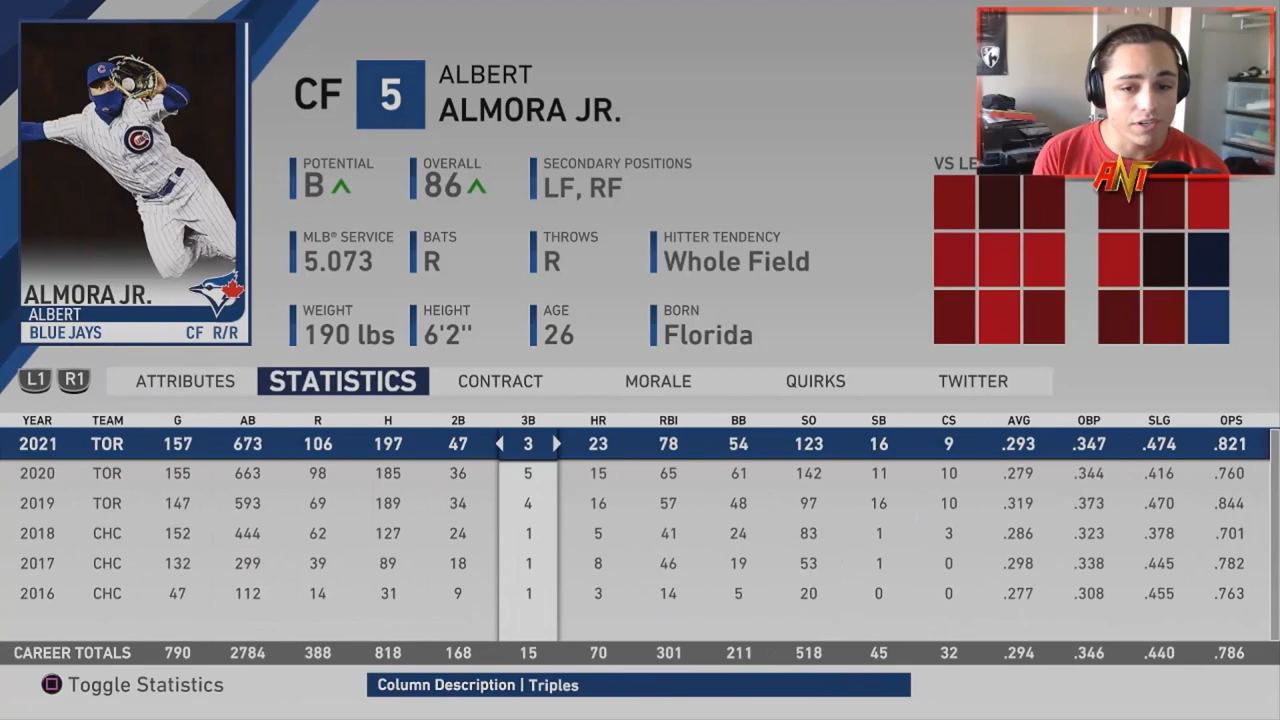 CF 5 ALBERT
ALMORA JR.
POTENTIAL OVERALL SECONDARY POSITIONS
B 86 LF, RF
MLB® SERVICE BATS THROWS HITTER TENDENCY
5.073 R R Whole Field
WEIGHT HEIGHT AGE BORN
190 lbs 6'2" 26 Florida
VS LE
ANT
ALMORA JR.
ALBERT
BLUE JAYS CF R/R
L1 R1 ATTRIBUTES STATISTICS CONTRACT MORALE QUIRKS TWITTER
YEAR TEAM G AB R H 2B 3B HR RBI BB SO SB CS AVG OBP SLG OPS
2021 TOR 157 673 106 197 47 3 23 78 54 123 16 9 .293 .347 .474 .821
2020 TOR 155 663 98 185 36 5 15 65 61 142 11 10 .279 .344 .416 .760
2019 TOR 147 593 69 189 34 4 16 57 48 97 16 10 .319 .373 .470 .844
2018 CHC 152 444 62 127 24 1 5 41 24 83 1 3 .286 .323 .378 .701
2017 CHC 132 299 39 89 18 1 8 46 19 53 1 0 .298 .338 .445 .782
2016 CHC 47 112 14 31 9 1 3 14 5 20 0 0 .277 .308 .455 .763
CAREER TOTALS 790 2784 388 818 168 15 70 301 211 518 45 32 .294 .346 .440 .786
Toggle Statistics Column Description | Triples